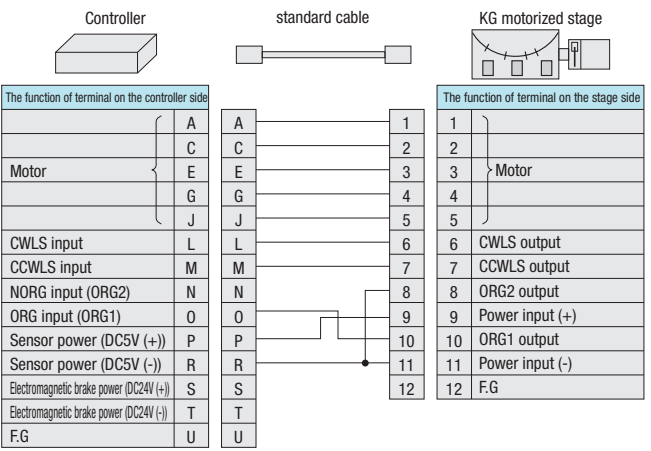 Controller standard cable KG motorized stage
The function of terminal on the controller side The function of terminal on the stage side
A A 1 1
C C 2 2
Motor E E 3 3 Motor
G G 4 4
J J 5 5
CWLS input L L 6 6 CWLS output
CCWLS input M M 7 7 CCWLS output
NORG input (ORG2) N N 8 8 ORG2 output
ORG input (ORG1) O O 9 9 Power input (+)
Sensor power (DC5V (+)) P P 10 10 ORG1 output
Sensor power (DC5V (-)) R R 11 11 Power input (-)
Electromagnetic brake power (DC24V (+)) S S 12 12 F.G
Electromagnetic brake power (DC24V (-)) T T
F.G U U